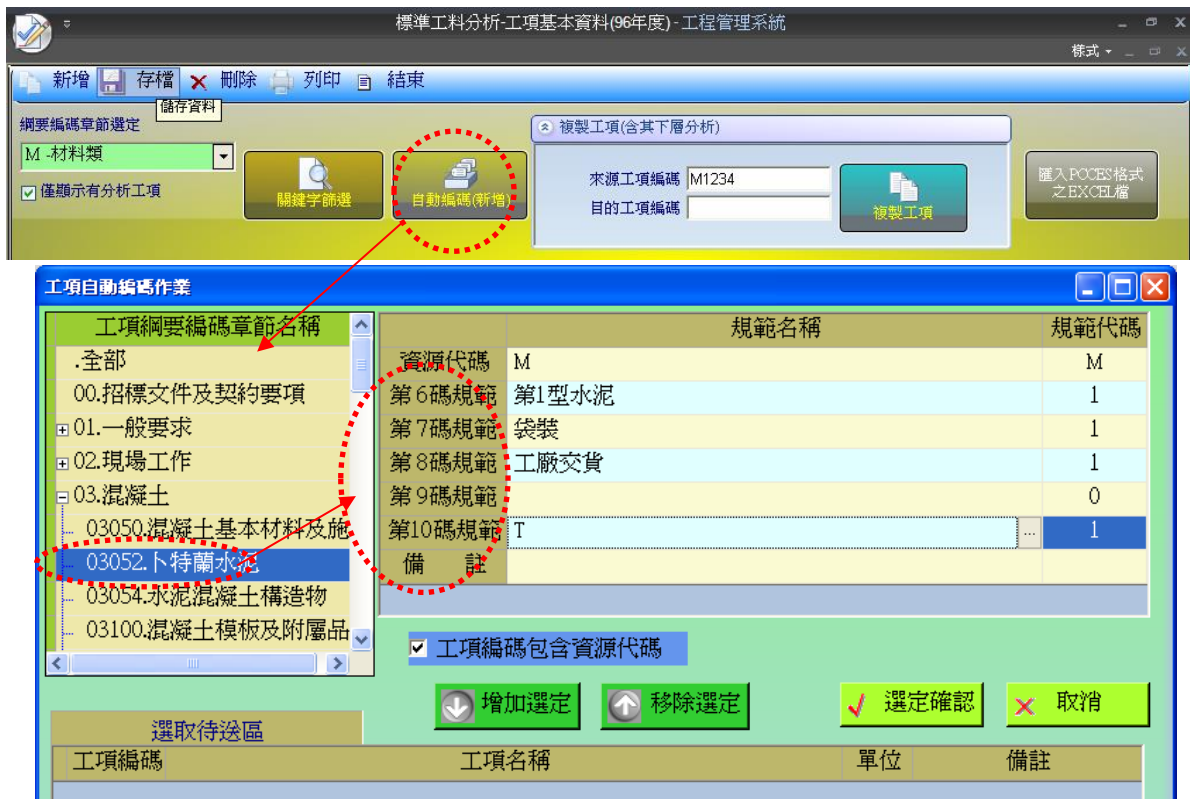 標準工料分析-工項基本資料(96年度)-工程管理系統
樣式
新增 存檔 刪除 列印 結束
儲存資料
綱要編碼章節選定
M -材料類
僅顯示有分析工項
關鍵字篩選
自動編碼(新增)
複製工項(含其下層分析)
來源工項編碼 M1234
目的工項編碼
複製工項
匯入PCCES格式
之EXCEL檔
工項自動編碼作業
工項綱要編碼章節名稱
.全部
00.招標文件及契約要項
01.一般要求
02.現場工作
03.混凝土
03050.混凝土基本材料及施
03052.卜特蘭水泥
03054.水泥混凝土構造物
03100.混凝土模板及附屬品
規範名稱 規範代碼
資源代碼 M M
第6碼規範 第1型水泥 1
第7碼規範 袋裝 1
第8碼規範 工廠交貨 1
第9碼規範 0
第10碼規範 T ... 1
備 註
工項編碼包含資源代碼
增加選定 移除選定 選定確認 取消
選取待送區
工項編碼 工項名稱 單位 備註